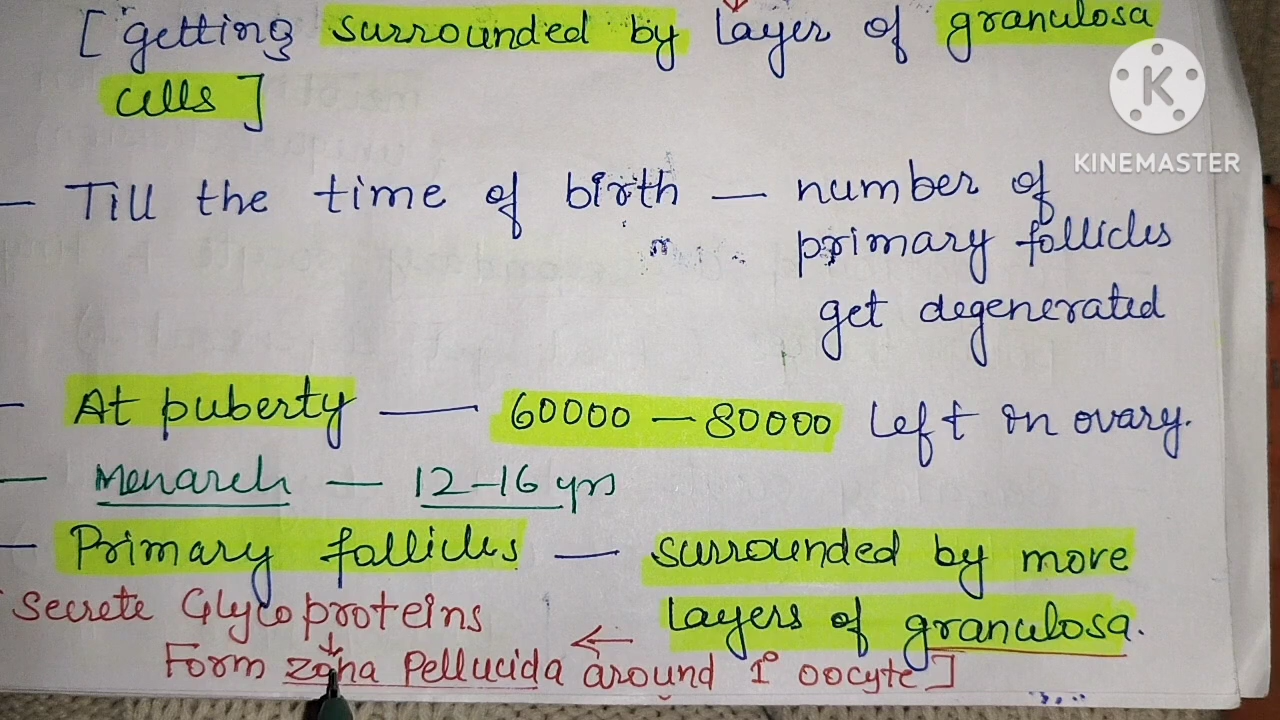 [ getting surrounded by layer of granulosa
cells ]
KINEMASTER
- Till the time of birth - number of
primary follicles
get degenerated
- At puberty - 60000 - 80000 left in ovary.
- Menarch - 12-16 yrs
- Primary follicles - surrounded by more
layers of granulosa.
Secrete Glycoproteins ←
Form zona Pellucida around 1° oocyte ]